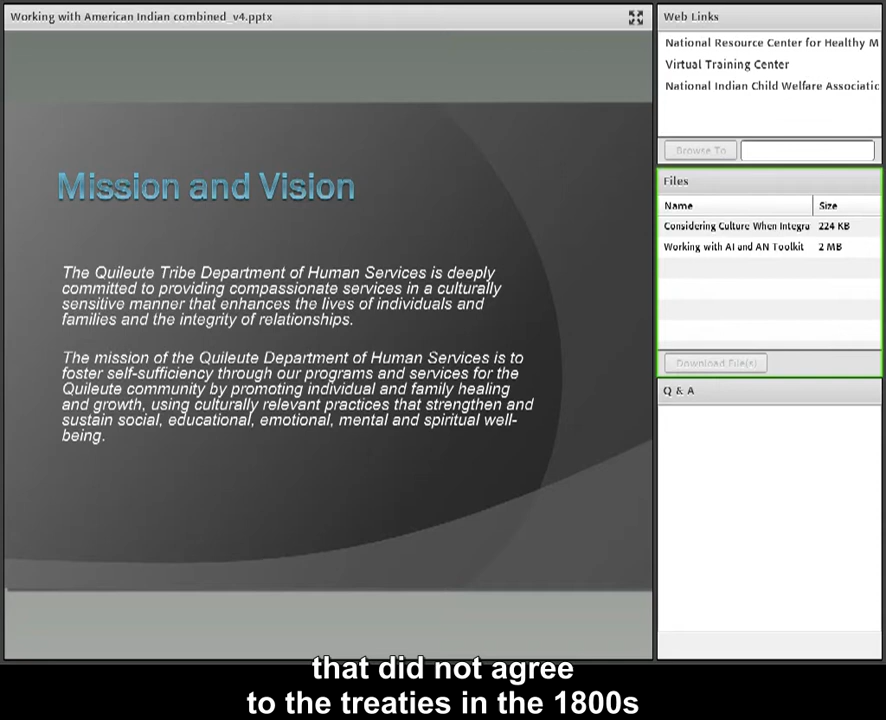 Working with American Indian combined_v4.pptx
Mission and Vision
The Quileute Tribe Department of Human Services is deeply
committed to providing compassionate services in a culturally
sensitive manner that enhances the lives of individuals and
families and the integrity of relationships.
The mission of the Quileute Department of Human Services is to
foster self-sufficiency through our programs and services for the
Quileute community by promoting individual and family healing
and growth, using culturally relevant practices that strengthen and
sustain social, educational, emotional, mental and spiritual well-
being.
Web Links
National Resource Center for Healthy M
Virtual Training Center
National Indian Child Welfare Associatic
Browse To
Files
Name Size
Considering Culture When Integra 224 KB
Working with AI and AN Toolkit 2 MB
Download File(s)
Q & A
that did not agree
to the treaties in the 1800s